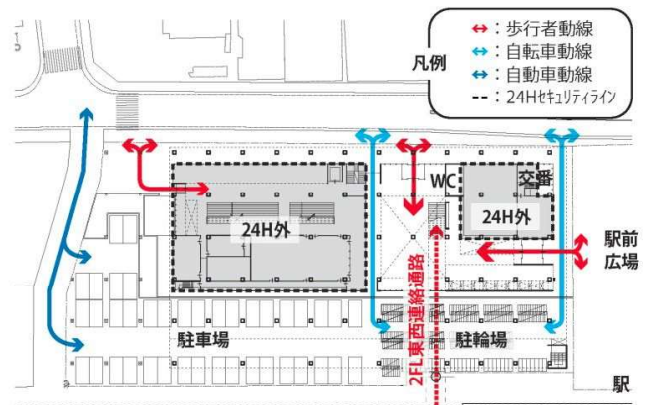 凡例
↔：歩行者動線
↔：自転車動線
↔：自動車動線
--：24Hｾｷｭﾘﾃｨﾗｲﾝ
WC
交番
24H外
24H外
駅前
広場
2FL東西連絡通路
駐車場
駐輪場
駅